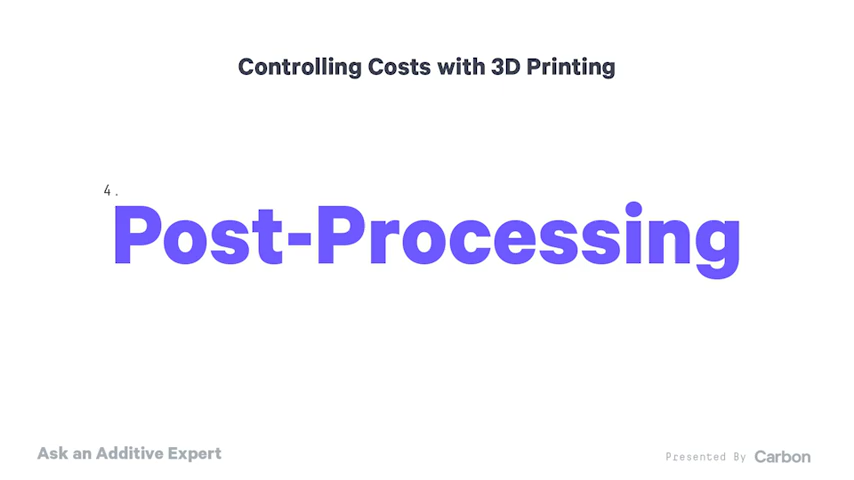 Controlling Costs with 3D Printing
4.
Post-Processing
Ask an Additive Expert
Presented By Carbon